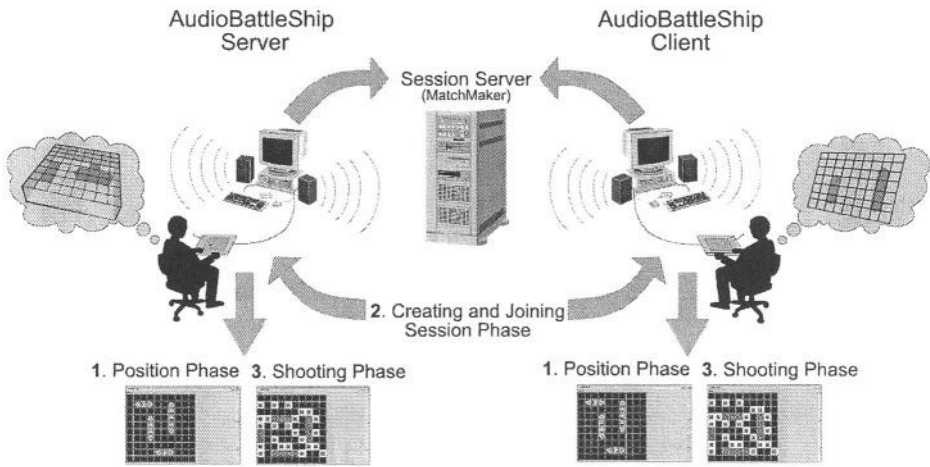 AudioBattleShip
Server
AudioBattleShip
Client
Session Server
(MatchMaker)
2. Creating and Joining
Session Phase
1. Position Phase
3. Shooting Phase
1. Position Phase
3. Shooting Phase